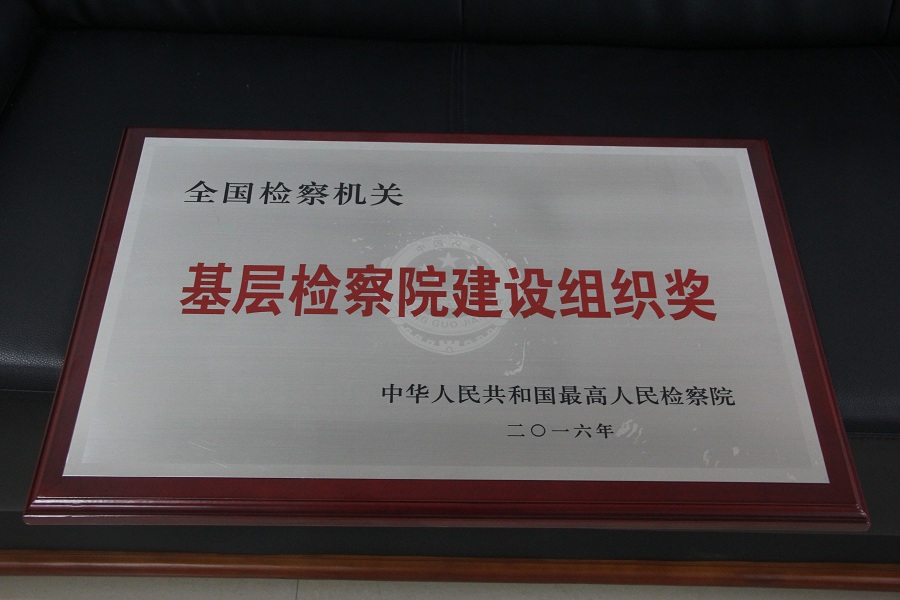 全国检察机关
基层检察院建设组织奖
中华人民共和国最高人民检察院
二〇一六年